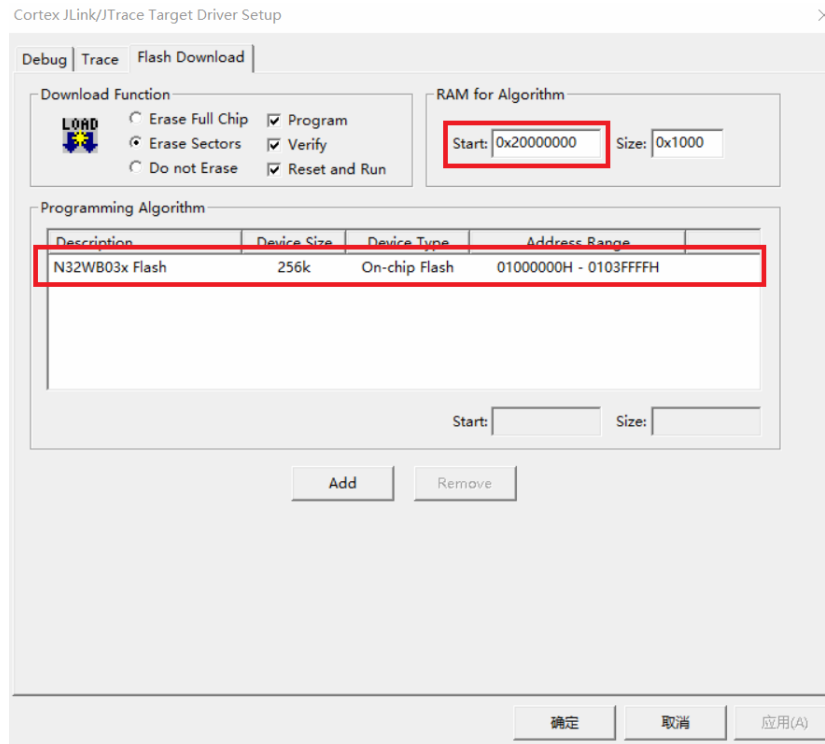 Cortex JLink/JTrace Target Driver Setup
Debug Trace Flash Download
Download Function
LOAD
Erase Full Chip
Erase Sectors
Do not Erase
Program
Verify
Reset and Run
RAM for Algorithm
Start: 0x20000000 Size: 0x1000
Programming Algorithm
Description Device Size Device Type Address Range
N32WB03x Flash 256k On-chip Flash 01000000H - 0103FFFFH
Start: Size:
Add Remove
确定 取消 应用(A)